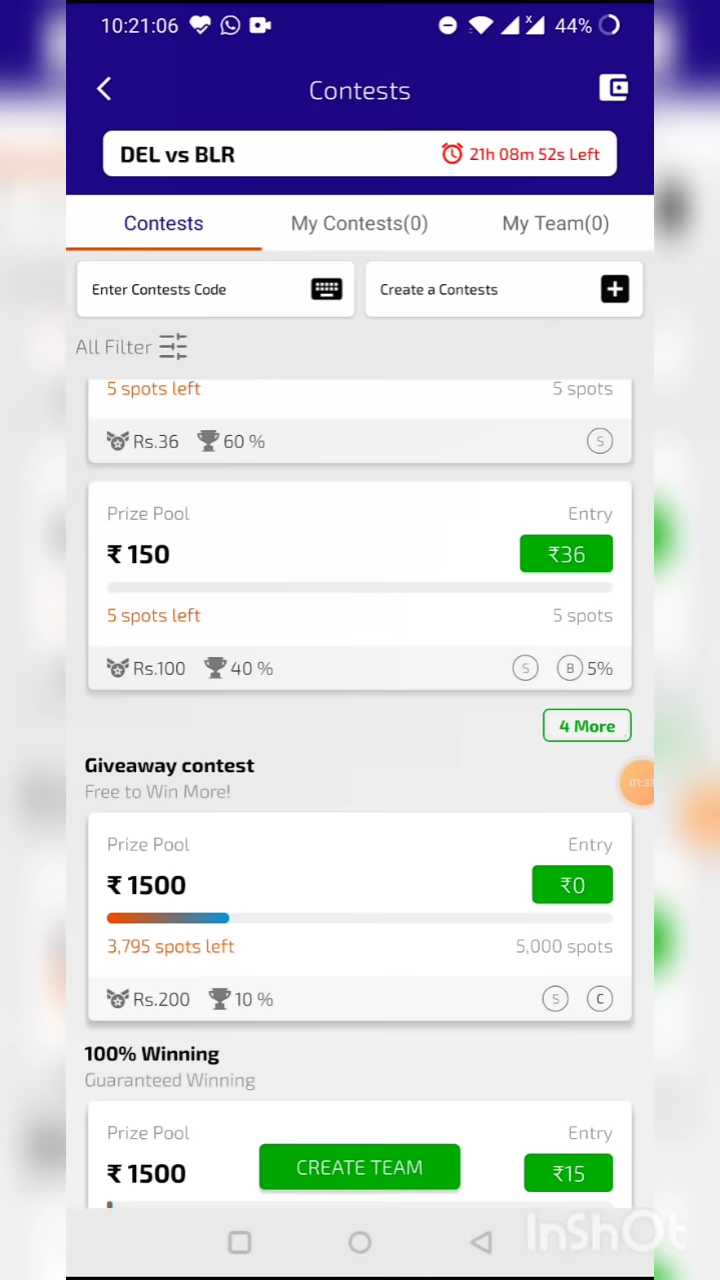 10:21:06
x
44%
Contests
DEL vs BLR
21h 08m 52s Left
Contests
My Contests(0)
My Team(0)
Enter Contests Code
Create a Contests
All Filter
5 spots left
5 spots
Rs.36
60 %
S
Prize Pool
Entry
₹ 150
₹36
5 spots left
5 spots
Rs.100
40 %
S
B 5%
4 More
Giveaway contest
Free to Win More!
01:33
Prize Pool
Entry
₹ 1500
₹0
3,795 spots left
5,000 spots
Rs.200
10 %
S
C
100% Winning
Guaranteed Winning
Prize Pool
Entry
₹ 1500
CREATE TEAM
₹15
InShOt